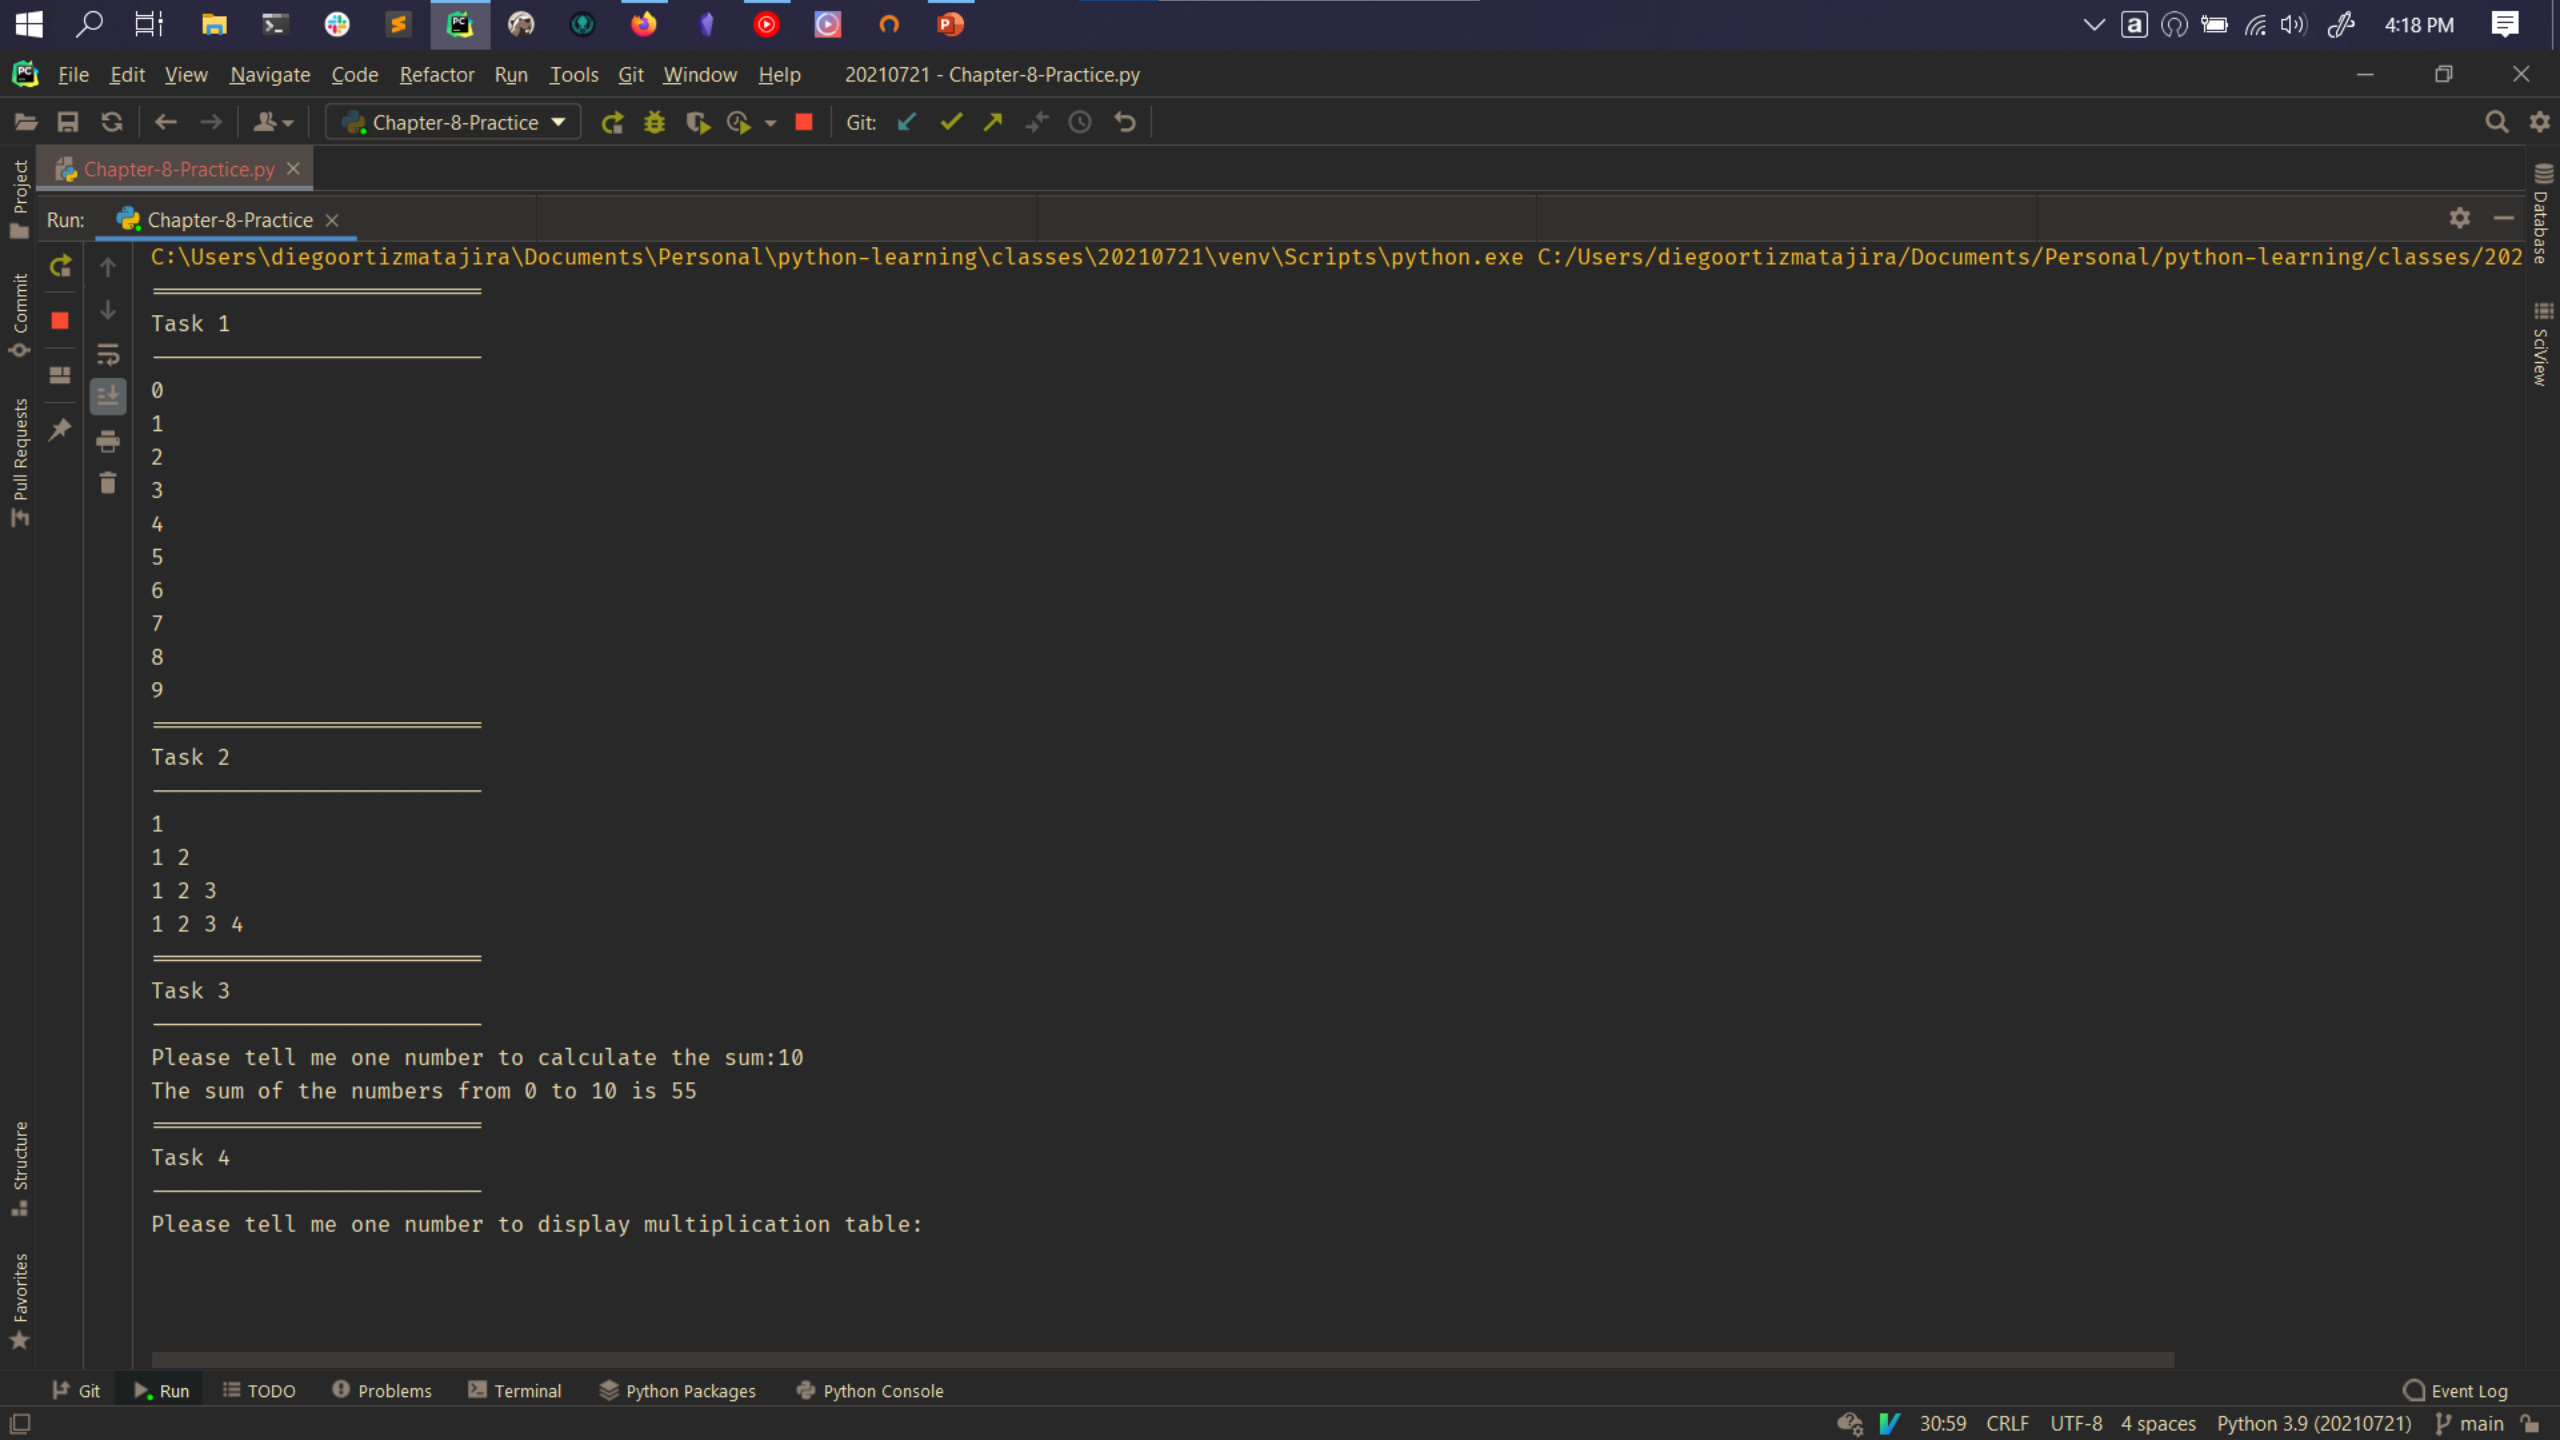 4:18 PM
File Edit View Navigate Code Refactor Run Tools Git Window Help 20210721 - Chapter-8-Practice.py
Chapter-8-Practice Git:
Chapter-8-Practice.py
Run: Chapter-8-Practice
Project
Commit
Pull Requests
Structure
Favorites
Database
SciView
C:\Users\diegoortizmatajira\Documents\Personal\python-learning\classes\20210721\venv\Scripts\python.exe C:/Users/diegoortizmatajira/Documents/Personal/python-learning/classes/202
=========================
Task 1
-------------------------
0
1
2
3
4
5
6
7
8
9
=========================
Task 2
-------------------------
1
1 2
1 2 3
1 2 3 4
=========================
Task 3
-------------------------
Please tell me one number to calculate the sum:10
The sum of the numbers from 0 to 10 is 55
=========================
Task 4
-------------------------
Please tell me one number to display multiplication table:
Git Run TODO Problems Terminal Python Packages Python Console Event Log
30:59 CRLF UTF-8 4 spaces Python 3.9 (20210721) main